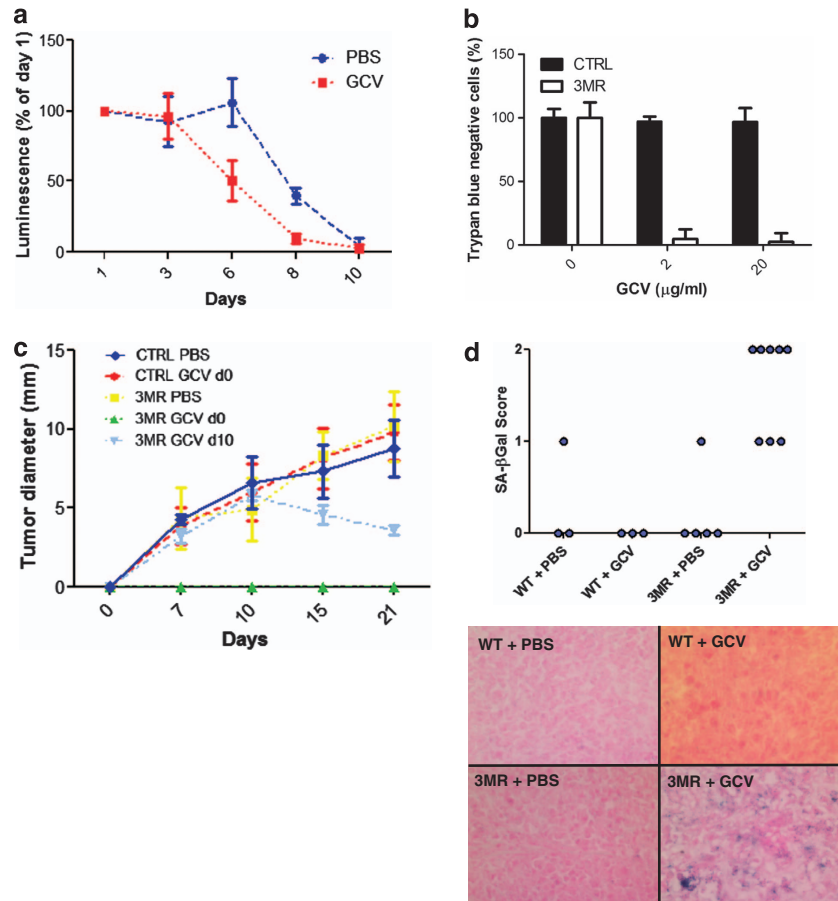 a
Luminescence (% of day 1)
150
100
50
0
1 3 6 8 10
Days
PBS
GCV
b
Trypan blue negative cells (%)
150
100
50
0
0 2 20
GCV (μg/ml)
CTRL
3MR
c
Tumor diameter (mm)
15
10
5
0
0 7 10 15 21
Days
CTRL PBS
CTRL GCV d0
3MR PBS
3MR GCV d0
3MR GCV d10
d
SA-βGal Score
2
1
0
WT + PBS
WT + GCV
3MR + PBS
3MR + GCV
WT + PBS
WT + GCV
3MR + PBS
3MR + GCV